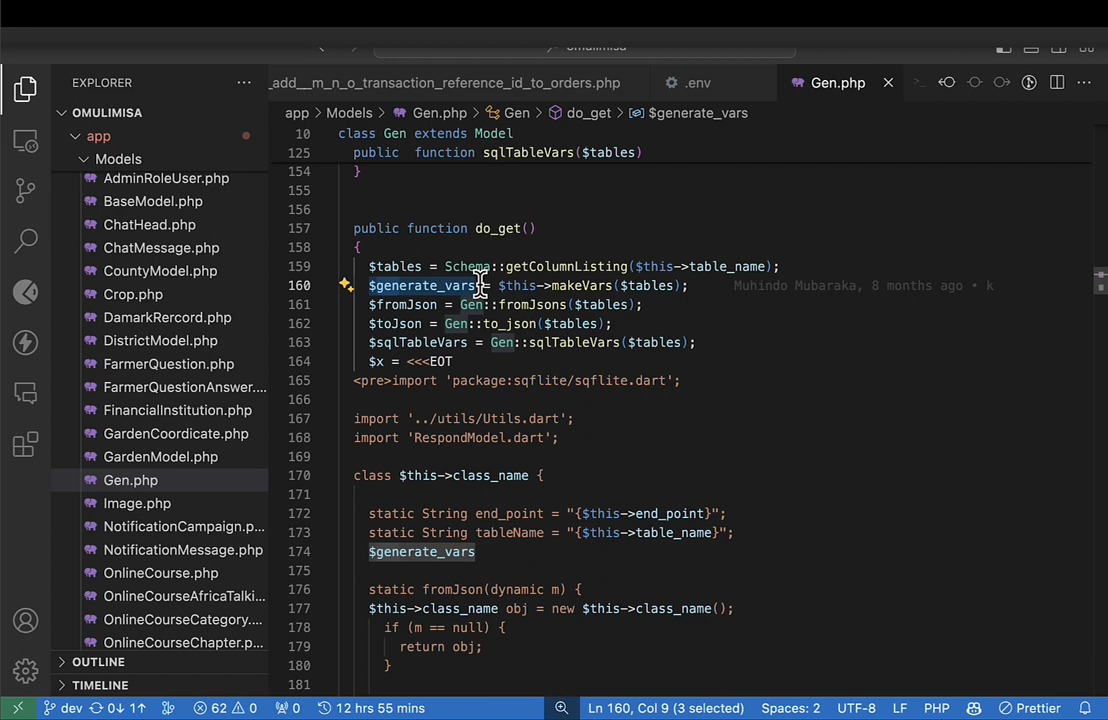 omulimisa
EXPLORER
OMULIMISA
app
Models
AdminRoleUser.php
BaseModel.php
ChatHead.php
ChatMessage.php
CountyModel.php
Crop.php
DamarkRercord.php
DistrictModel.php
FarmerQuestion.php
FarmerQuestionAnswer....
FinancialInstitution.php
GardenCoordicate.php
GardenModel.php
Gen.php
Image.php
NotificationCampaign.p...
NotificationMessage.php
OnlineCourse.php
OnlineCourseAfricaTalki...
OnlineCourseCategory....
OnlineCourseChapter.p...
OUTLINE
TIMELINE
_add__m_n_o_transaction_reference_id_to_orders.php .env Gen.php
app > Models > Gen.php > Gen > do_get > $generate_vars
10 class Gen extends Model
125 public function sqlTableVars($tables)
154 }
155
156
157 public function do_get()
158 {
159 $tables = Schema::getColumnListing($this->table_name);
160 $generate_vars = $this->makeVars($tables); Muhindo Mubaraka, 8 months ago • k
161 $fromJson = Gen::fromJsons($tables);
162 $toJson = Gen::to_json($tables);
163 $sqlTableVars = Gen::sqlTableVars($tables);
164 $x = <<<EOT
165 <pre>import 'package:sqflite/sqflite.dart';
166
167 import '../utils/Utils.dart';
168 import 'RespondModel.dart';
169
170 class $this->class_name {
171
172 static String end_point = "{$this->end_point}";
173 static String tableName = "{$this->table_name}";
174 $generate_vars
175
176 static fromJson(dynamic m) {
177 $this->class_name obj = new $this->class_name();
178 if (m == null) {
179 return obj;
180 }
181
dev 0↓ 1↑ 62 0 0 12 hrs 55 mins Ln 160, Col 9 (3 selected) Spaces: 2 UTF-8 LF PHP Prettier